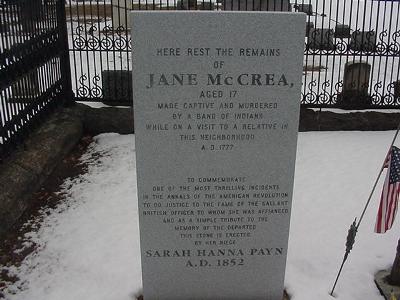 HERE REST THE REMAINS
OF
JANE McCREA,
AGED 17
MADE CAPTIVE AND MURDERED
BY A BAND OF INDIANS
WHILE ON A VISIT TO A RELATIVE IN
THIS NEIGHBORHOOD
A.D. 1777
TO COMMEMORATE
ONE OF THE MOST THRILLING INCIDENTS
IN THE ANNALS OF THE AMERICAN REVOLUTION
TO DO JUSTICE TO THE FAME OF THE GALLANT
BRITISH OFFICER TO WHOM SHE WAS AFFIANCED
AND AS A SIMPLE TRIBUTE TO THE
MEMORY OF THE DEPARTED
THIS STONE IS ERECTED
BY HER NIECE
SARAH HANNA PAYN
A.D. 1852